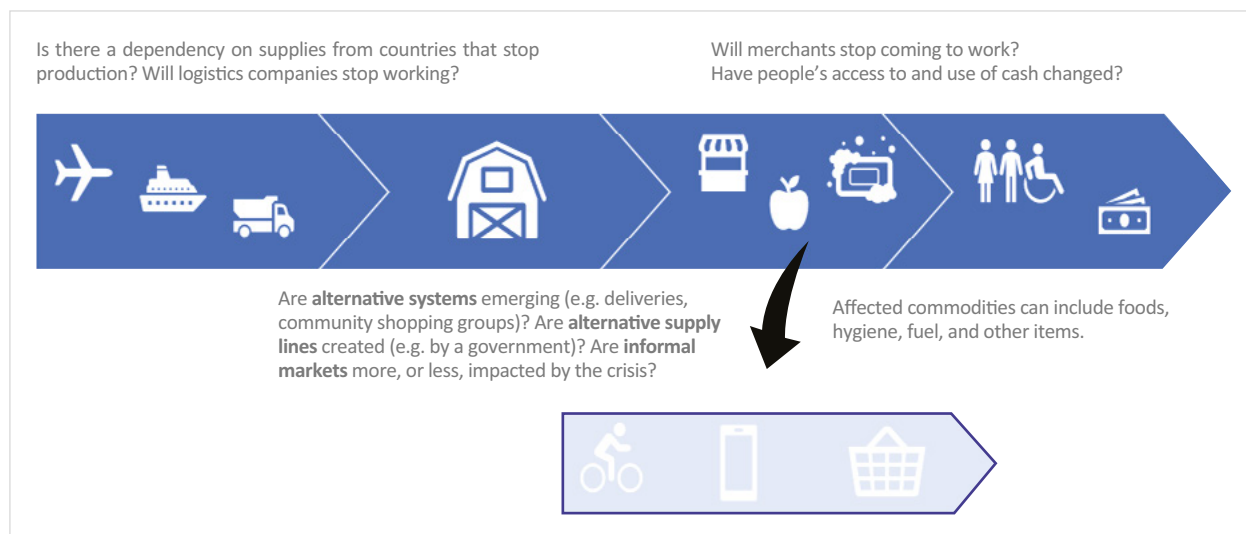 Is there a dependency on supplies from countries that stop
production? Will logistics companies stop working?
Will merchants stop coming to work?
Have people's access to and use of cash changed?
Are alternative systems emerging (e.g. deliveries,
community shopping groups)? Are alternative supply
lines created (e.g. by a government)? Are informal
markets more, or less, impacted by the crisis?
Affected commodities can include foods,
hygiene, fuel, and other items.